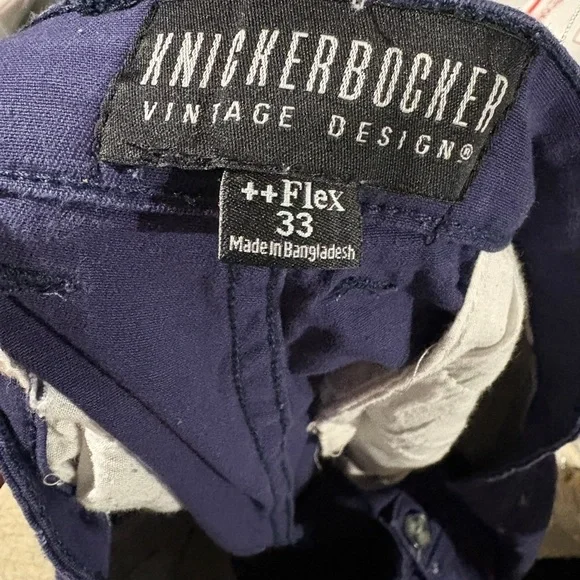 KNICKERBOCKER
VINTAGE DESIGN®
++Flex
33
Made In Bangladesh